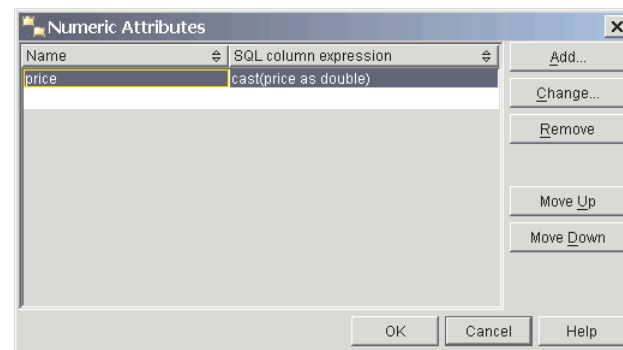 Numeric Attributes
Name SQL column expression
price cast(price as double)
Add...
Change...
Remove
Move Up
Move Down
OK Cancel Help